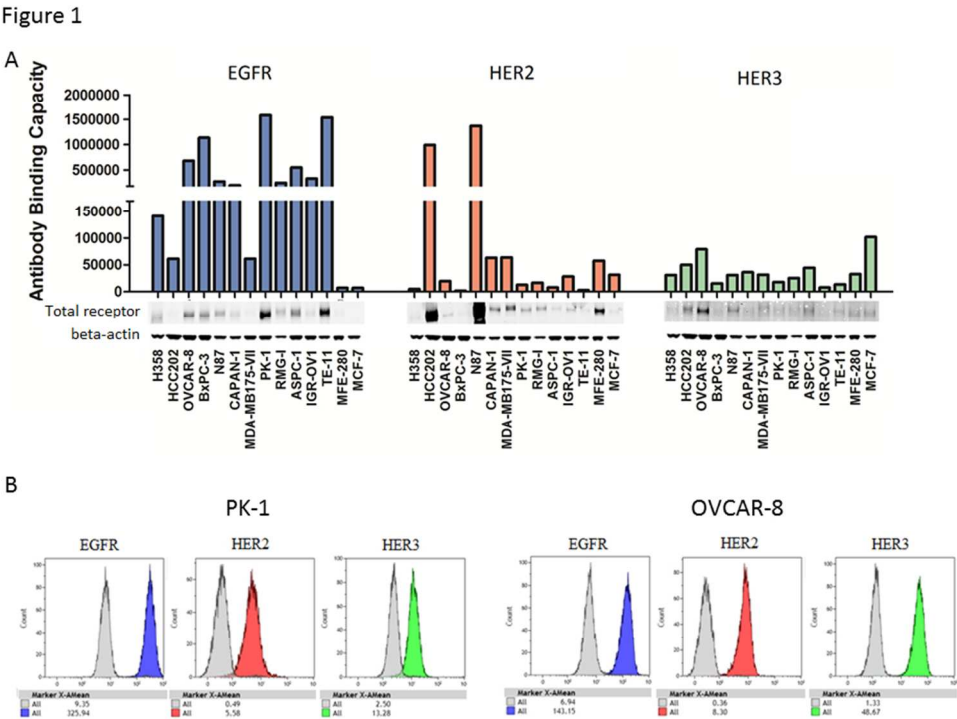 Figure 1
A
EGFR
HER2
HER3
Antibody Binding Capacity
2000000
1500000
1000000
500000
150000
100000
50000
0
Total receptor
beta-actin
H358 HCC202 OVCAR-8 BxPC-3 N87 CAPAN-1 MDA-MB175-VII PK-1 RMG-I ASPC-1 IGR-OV1 TE-11 MFE-280 MCF-7
H358 HCC202 OVCAR-8 BxPC-3 N87 CAPAN-1 MDA-MB175-VII PK-1 RMG-I ASPC-1 IGR-OV1 TE-11 MFE-280 MCF-7
H358 HCC202 OVCAR-8 BxPC-3 N87 CAPAN-1 MDA-MB175-VII PK-1 RMG-I ASPC-1 IGR-OV1 TE-11 MFE-280 MCF-7
B
PK-1
OVCAR-8
EGFR
HER2
HER3
EGFR
HER2
HER3
Count
Count
Count
Count
Count
Count
Marker X-AMean
All 9.35
All 325.94
Marker X-AMean
All 0.49
All 5.58
Marker X-AMean
All 2.50
All 13.28
Marker X-AMean
All 6.94
All 143.15
Marker X-AMean
All 0.36
All 8.30
Marker X-AMean
All 1.33
All 48.67